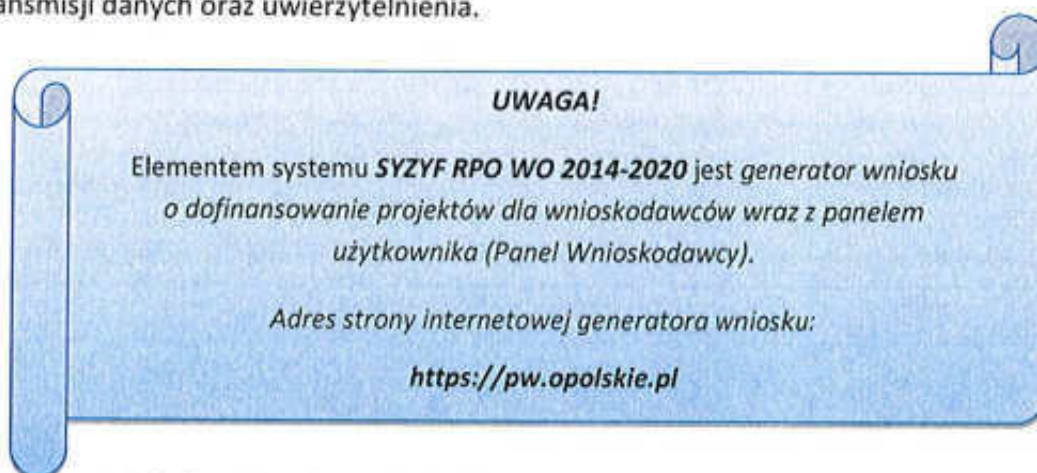 transmisji danych oraz uwierzytelnienia.
UWAGA!
Elementem systemu SYZYF RPO WO 2014-2020 jest generator wniosku
o dofinansowanie projektów dla wnioskodawców wraz z panelem
użytkownika (Panel Wnioskodawcy).
Adres strony internetowej generatora wniosku:
https://pw.opolskie.pl